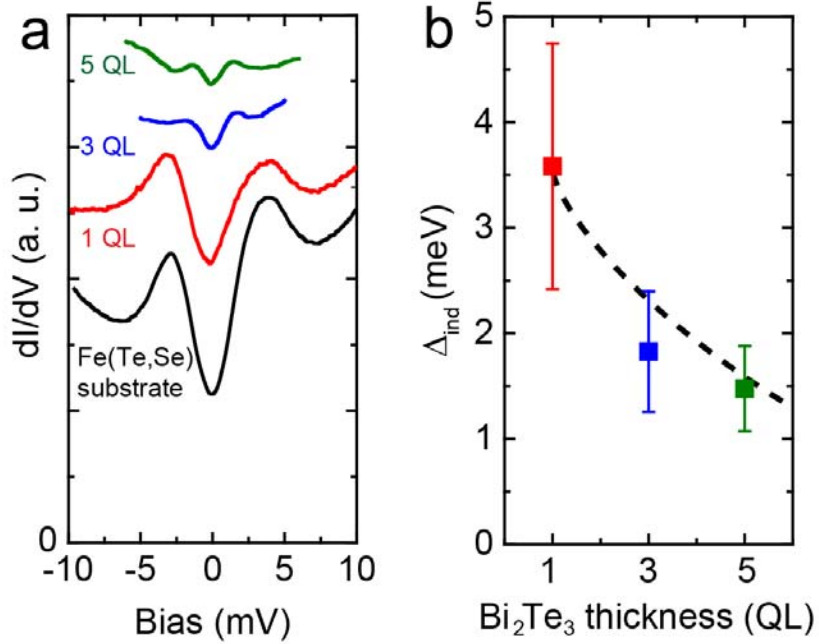 a
5 QL
3 QL
1 QL
Fe(Te,Se)
substrate
dI/dV (a. u.)
0
-10 -5 0 5 10
Bias (mV)
b
5
4
3
2
1
0
Δind (meV)
1 3 5
Bi2Te3 thickness (QL)